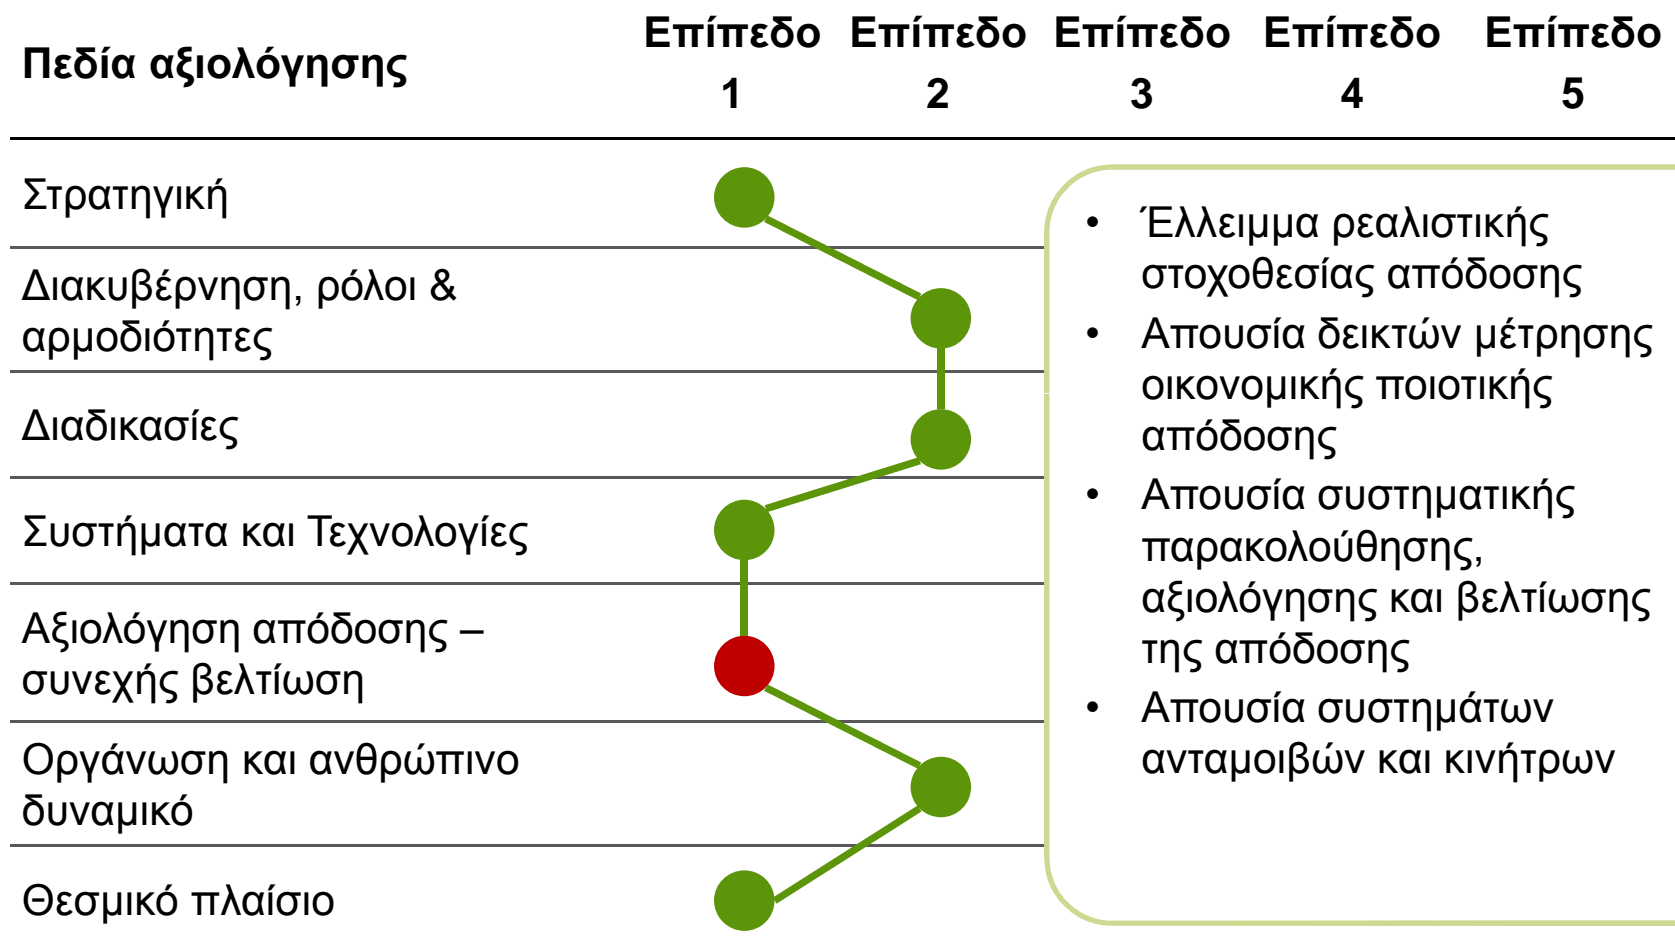 Πεδία αξιολόγησης
Επίπεδο 1
Επίπεδο 2
Επίπεδο 3
Επίπεδο 4
Επίπεδο 5
Στρατηγική
Διακυβέρνηση, ρόλοι &
αρμοδιότητες
Διαδικασίες
Συστήματα και Τεχνολογίες
Αξιολόγηση απόδοσης –
συνεχής βελτίωση
Οργάνωση και ανθρώπινο
δυναμικό
Θεσμικό πλαίσιο
• Έλλειμμα ρεαλιστικής
στοχοθεσίας απόδοσης
• Απουσία δεικτών μέτρησης
οικονομικής ποιοτικής
απόδοσης
• Απουσία συστηματικής
παρακολούθησης,
αξιολόγησης και βελτίωσης
της απόδοσης
• Απουσία συστημάτων
ανταμοιβών και κινήτρων